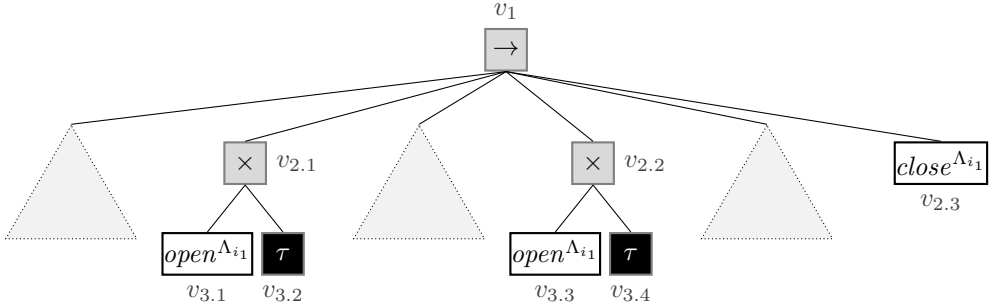 v₁
→
× v₂.₁ × v₂.₂ close^Λi₁
v₂.₃
open^Λi₁ τ open^Λi₁ τ
v₃.₁ v₃.₂ v₃.₃ v₃.₄